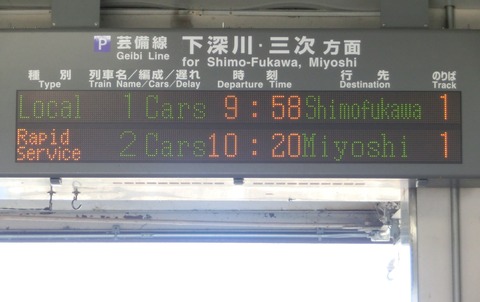 P 芸備線 下深川・三次 方面
Geibi Line for Shimo-Fukawa, Miyoshi
種別 列車名／編成／遅れ 時刻 行先 のりば
Type Train Name/Cars/Delay Departure Time Destination Track
Local 1 Cars 9:58 Shimofukawa 1
Rapid Service 2 Cars 10:20 Miyoshi 1